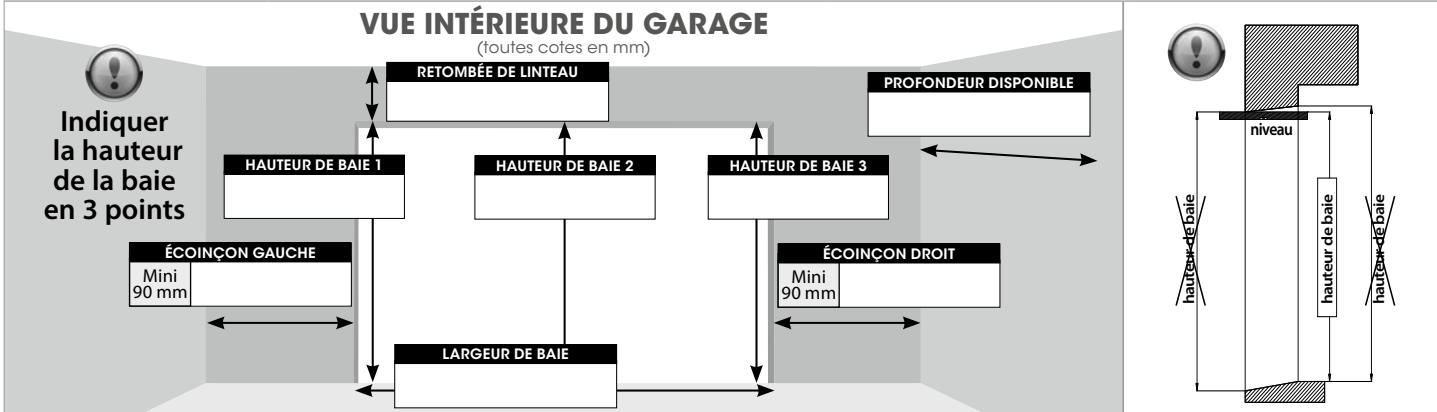 VUE INTÉRIEURE DU GARAGE
(toutes cotes en mm)
Indiquer
la hauteur
de la baie
en 3 points
RETOMBÉE DE LINTEAU
PROFONDEUR DISPONIBLE
HAUTEUR DE BAIE 1
HAUTEUR DE BAIE 2
HAUTEUR DE BAIE 3
ÉCOINÇON GAUCHE
Mini
90 mm
ÉCOINÇON DROIT
Mini
90 mm
LARGEUR DE BAIE
niveau
hauteur de baie
hauteur de baie
hauteur de baie